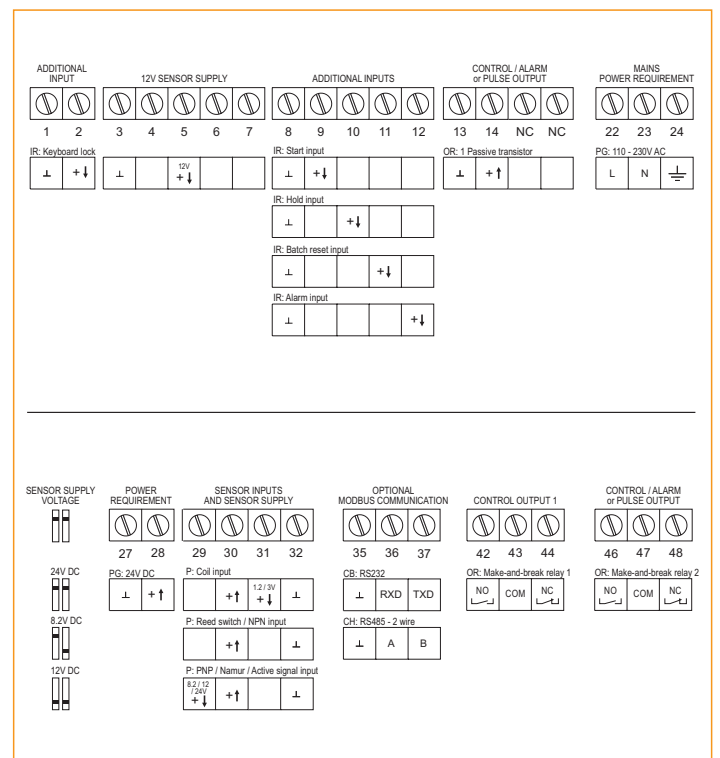 ADDITIONAL INPUT
12V SENSOR SUPPLY
ADDITIONAL INPUTS
CONTROL / ALARM or PULSE OUTPUT
MAINS POWER REQUIREMENT
1 2 3 4 5 6 7 8 9 10 11 12 13 14 NC NC 22 23 24
IR: Keyboard lock
IR: Start input
OR: 1 Passive transistor
PG: 110 - 230V AC
⊥ +↓ ⊥ 12V +↓ ⊥ +↓ ⊥ +↑ L N ⏚
IR: Hold input
⊥ +↓
IR: Batch reset input
⊥ +↓
IR: Alarm input
⊥ +↓
SENSOR SUPPLY VOLTAGE
POWER REQUIREMENT
SENSOR INPUTS AND SENSOR SUPPLY
OPTIONAL MODBUS COMMUNICATION
CONTROL OUTPUT 1
CONTROL / ALARM or PULSE OUTPUT
27 28 29 30 31 32 35 36 37 42 43 44 46 47 48
24V DC
PG: 24V DC
P: Coil input
CB: RS232
OR: Make-and-break relay 1
OR: Make-and-break relay 2
⊥ +↑ +↑ 1.2 / 3V +↓ ⊥ ⊥ RXD TXD NO COM NC NO COM NC
8.2V DC
P: Reed switch / NPN input
CH: RS485 - 2 wire
+↑ ⊥ ⊥ A B
12V DC
P: PNP / Namur / Active signal input
8.2 / 12 / 24V +↓ +↑ ⊥